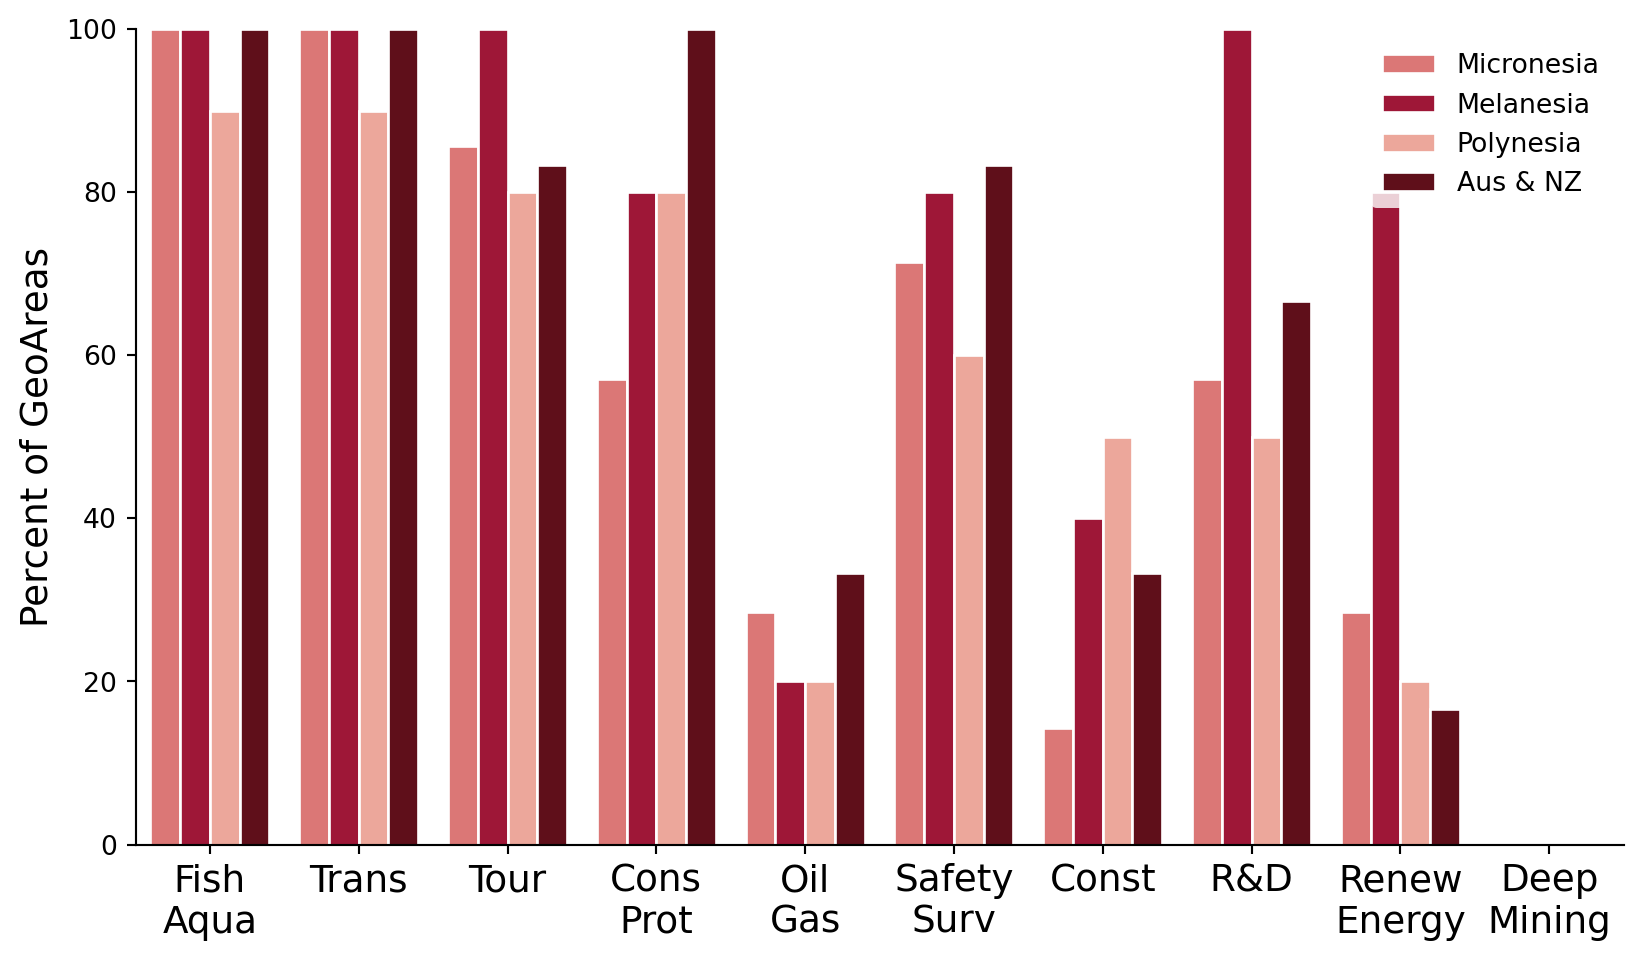 Percent of GeoAreas
100
80
60
40
20
0
Micronesia
Melanesia
Polynesia
Aus & NZ
Fish
Aqua
Trans
Tour
Cons
Prot
Oil
Gas
Safety
Surv
Const
R&D
Renew
Energy
Deep
Mining